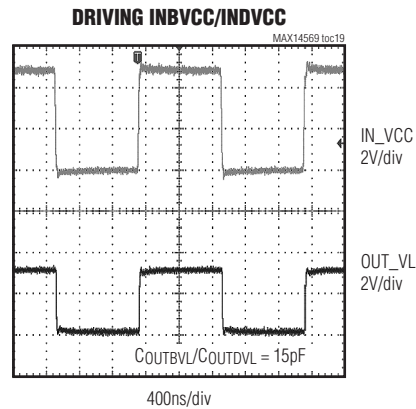 DRIVING INBVCC/INDVCC
MAX14569 toc19
IN_VCC
2V/div
OUT_VL
2V/div
COUTBVL/COUTDVL = 15pF
400ns/div